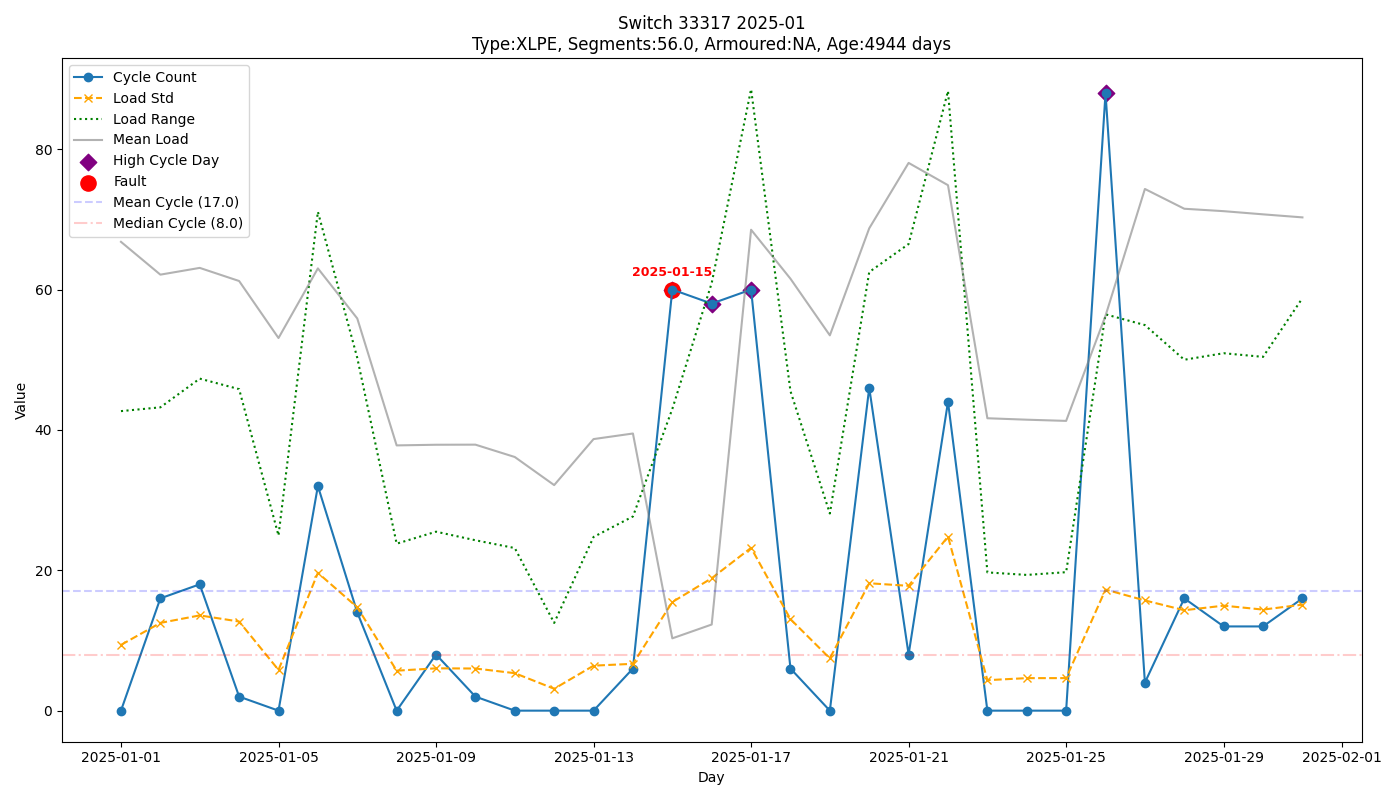 Switch 33317 2025-01
Type:XLPE, Segments:56.0, Armoured:NA, Age:4944 days
Cycle Count
Load Std
Load Range
Mean Load
High Cycle Day
Fault
Mean Cycle (17.0)
Median Cycle (8.0)
2025-01-15
Value
80
60
40
20
0
2025-01-01 2025-01-05 2025-01-09 2025-01-13 2025-01-17 2025-01-21 2025-01-25 2025-01-29 2025-02-01
Day